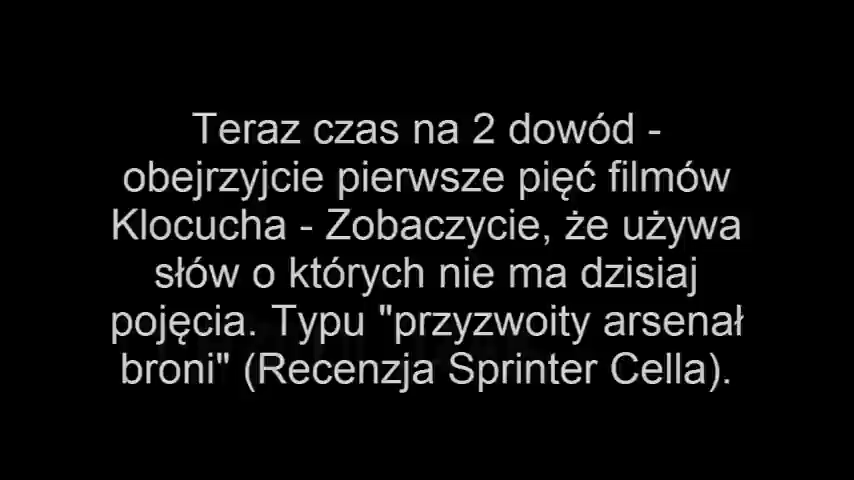 Teraz czas na 2 dowód -
obejrzyjcie pierwsze pięć filmów
Klocucha - Zobaczycie, że używa
słów o których nie ma dzisiaj
pojęcia. Typu "przyzwoity arsenał
broni" (Recenzja Sprinter Cella).